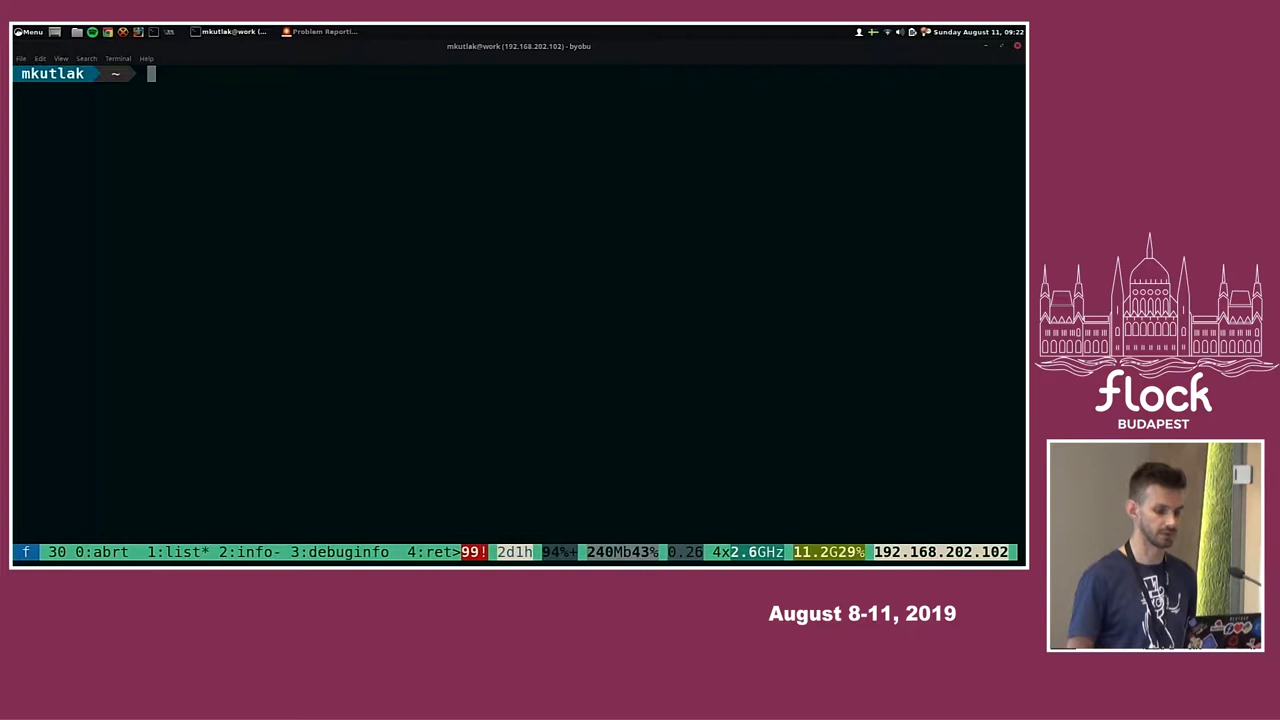 Menu
mkutlak@work (...
Problem Reporti...
Sunday August 11, 09:22
mkutlak@work (192.168.202.102) - byobu
File Edit View Search Terminal Help
mkutlak ~
f 30 0:abrt 1:list* 2:info- 3:debuginfo 4:ret>99! 2d1h 94%+ 240Mb43% 0.26 4x2.6GHz 11.2G29% 192.168.202.102
flock
BUDAPEST
August 8-11, 2019